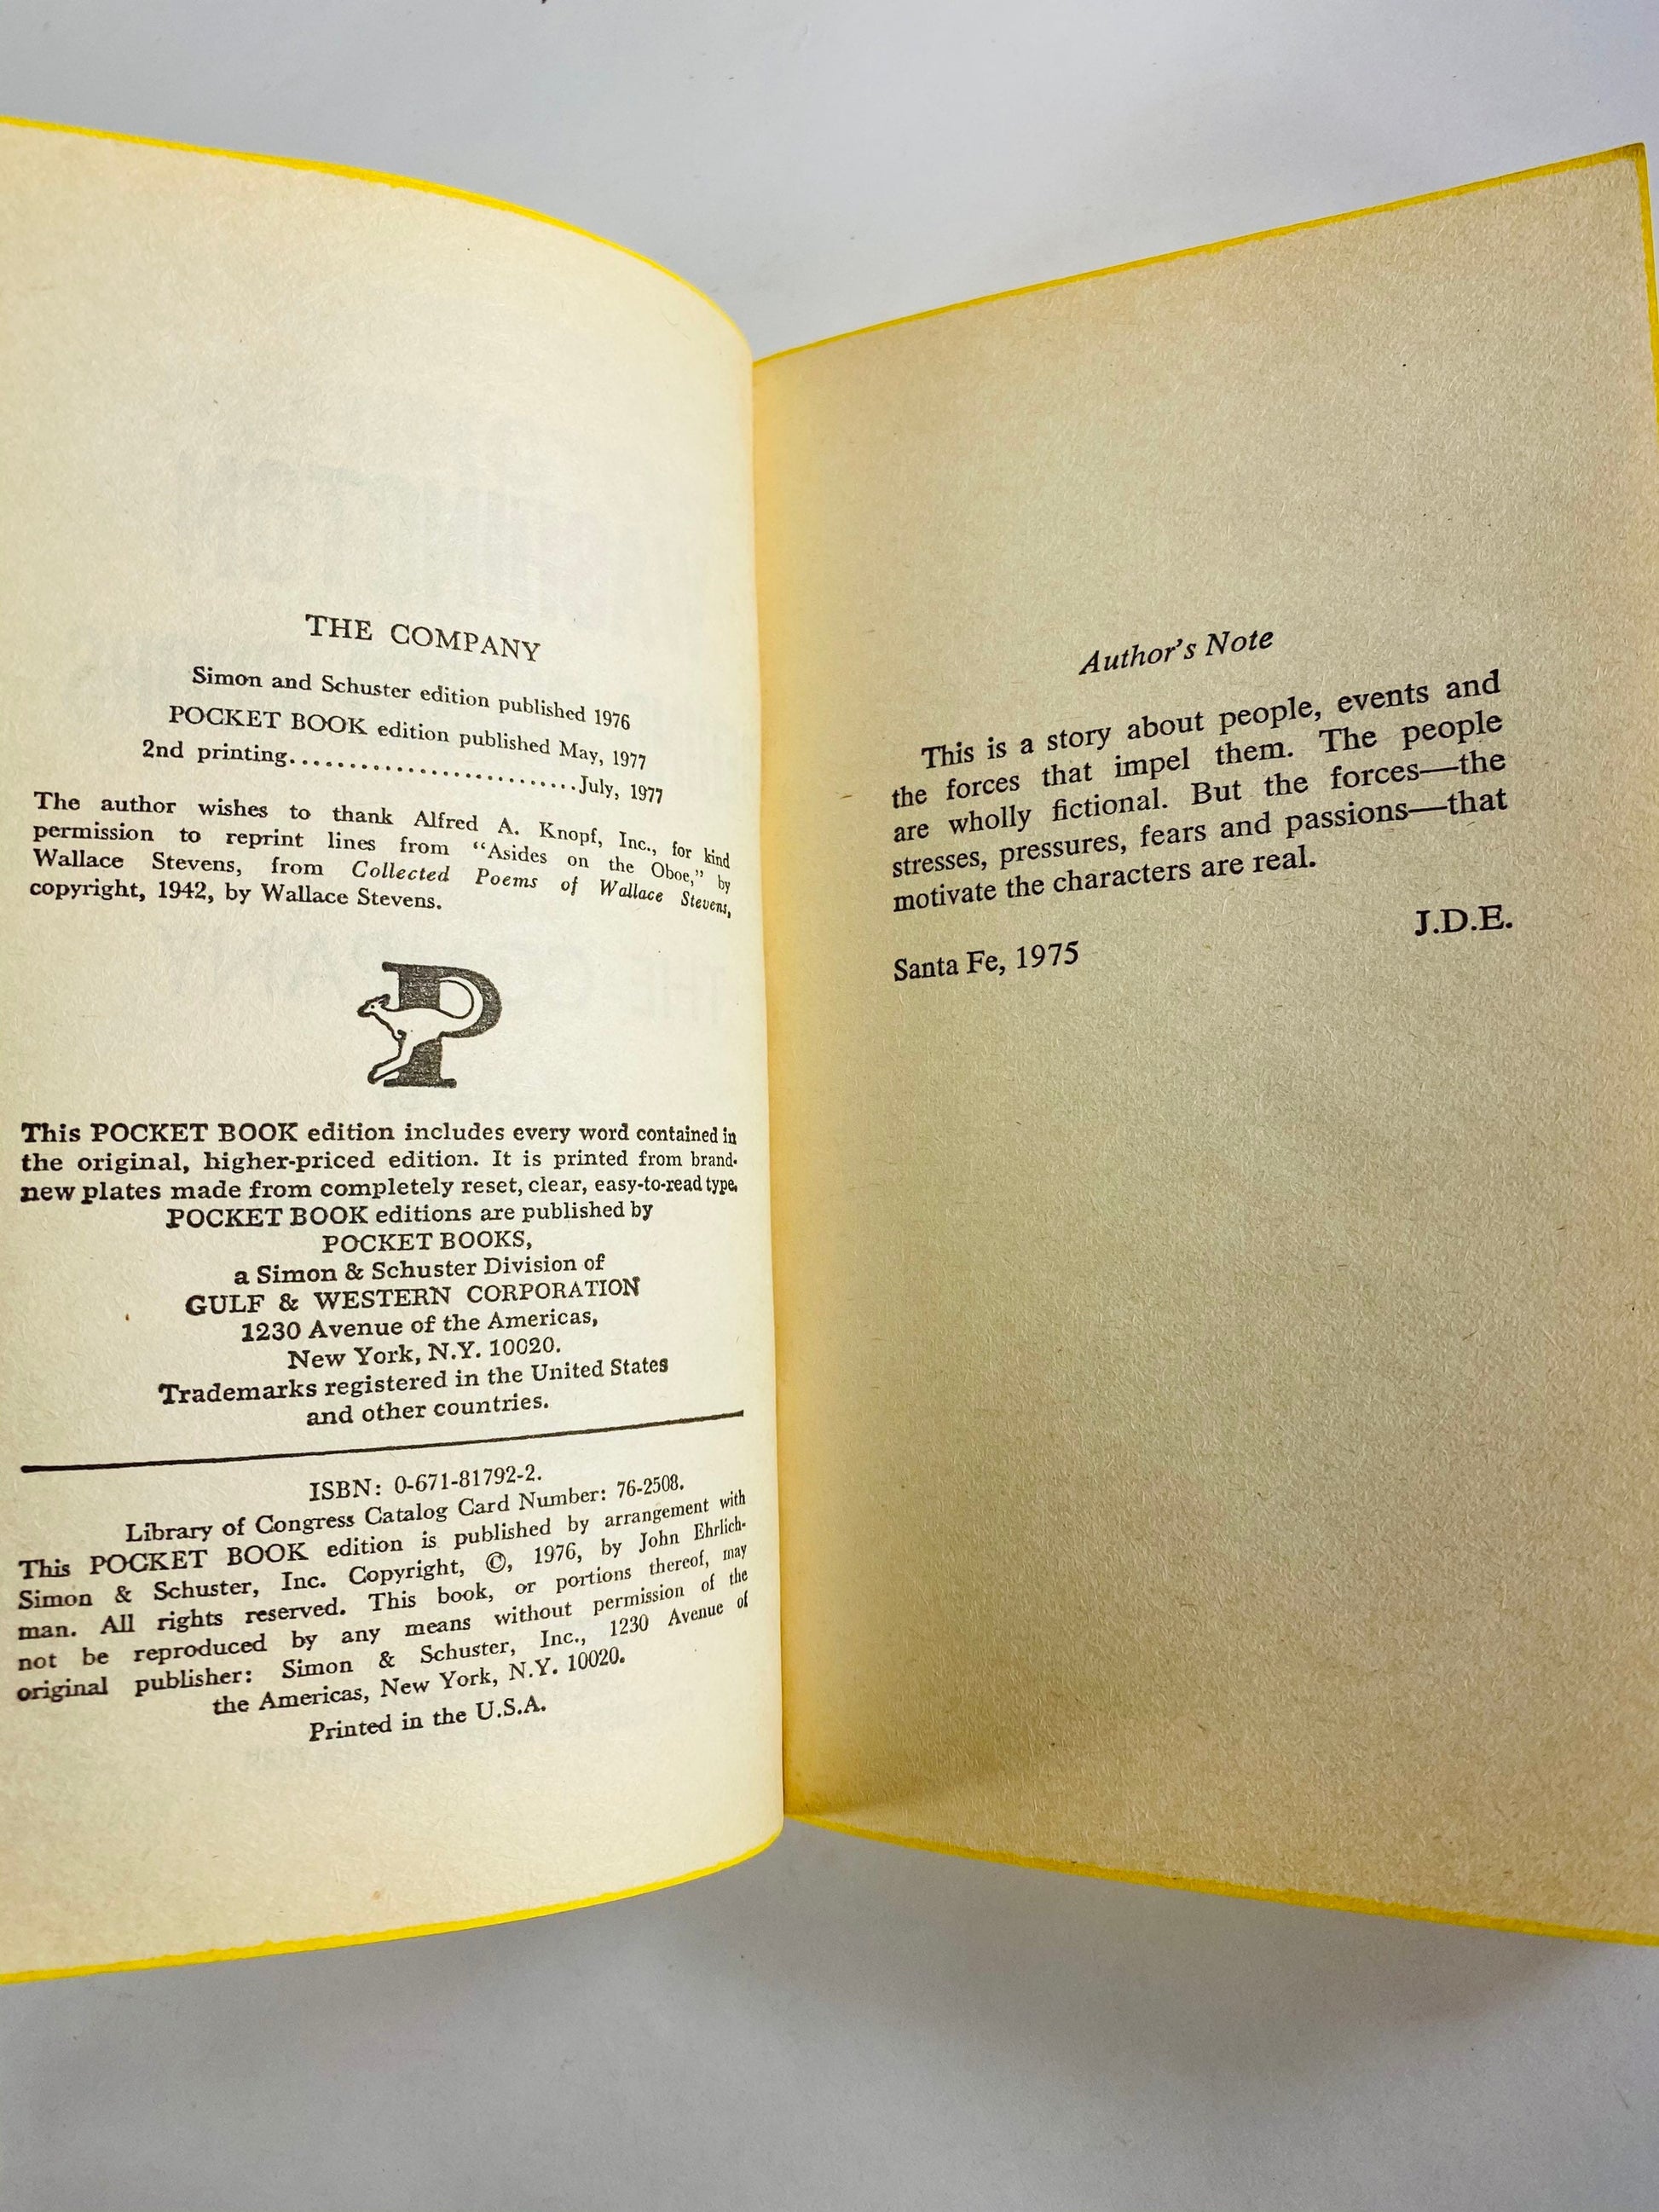 THE COMPANY
Simon and Schuster edition published 1976
POCKET BOOK edition published May, 1977
2nd printing..........................July, 1977
The author wishes to thank Alfred A. Knopf, Inc., for kind
permission to reprint lines from "Asides on the Oboe," by
Wallace Stevens, from Collected Poems of Wallace Stevens,
copyright, 1942, by Wallace Stevens.
P
This POCKET BOOK edition includes every word contained in
the original, higher-priced edition. It is printed from brand-
new plates made from completely reset, clear, easy-to-read type.
POCKET BOOK editions are published by
POCKET BOOKS,
a Simon & Schuster Division of
GULF & WESTERN CORPORATION
1230 Avenue of the Americas,
New York, N.Y. 10020.
Trademarks registered in the United States
and other countries.
ISBN: 0-671-81792-2.
Library of Congress Catalog Card Number: 76-2508.
This POCKET BOOK edition is published by arrangement with
Simon & Schuster, Inc. Copyright, ©, 1976, by John Ehrlich-
man. All rights reserved. This book, or portions thereof, may
not be reproduced by any means without permission of the
original publisher: Simon & Schuster, Inc., 1230 Avenue of
the Americas, New York, N.Y. 10020.
Printed in the U.S.A.
Author's Note
This is a story about people, events and
the forces that impel them. The people
are wholly fictional. But the forces—the
stresses, pressures, fears and passions—that
motivate the characters are real.
J.D.E.
Santa Fe, 1975